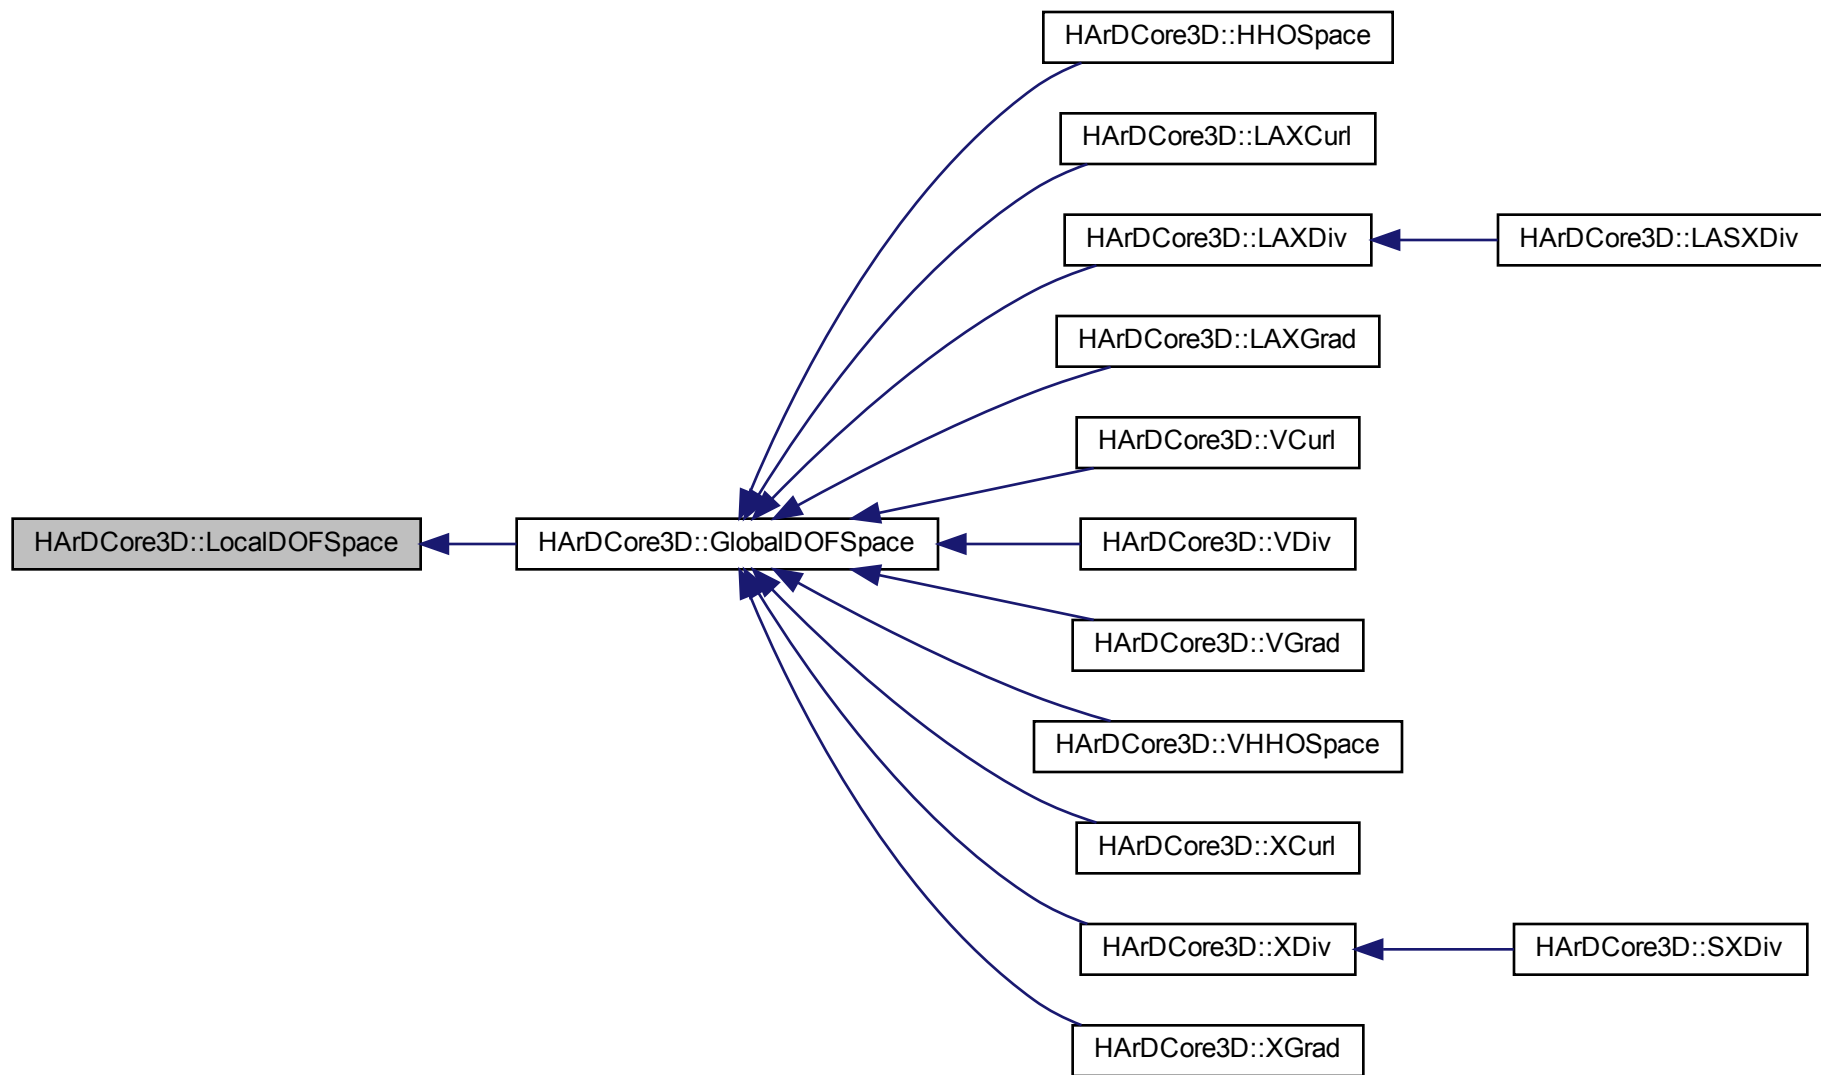 HArDCore3D::HHOSpace
HArDCore3D::LAXCurl
HArDCore3D::LAXDiv
HArDCore3D::LASXDiv
HArDCore3D::LAXGrad
HArDCore3D::VCurl
HArDCore3D::LocalDOFSpace
HArDCore3D::GlobalDOFSpace
HArDCore3D::VDiv
HArDCore3D::VGrad
HArDCore3D::VHHOSpace
HArDCore3D::XCurl
HArDCore3D::XDiv
HArDCore3D::SXDiv
HArDCore3D::XGrad